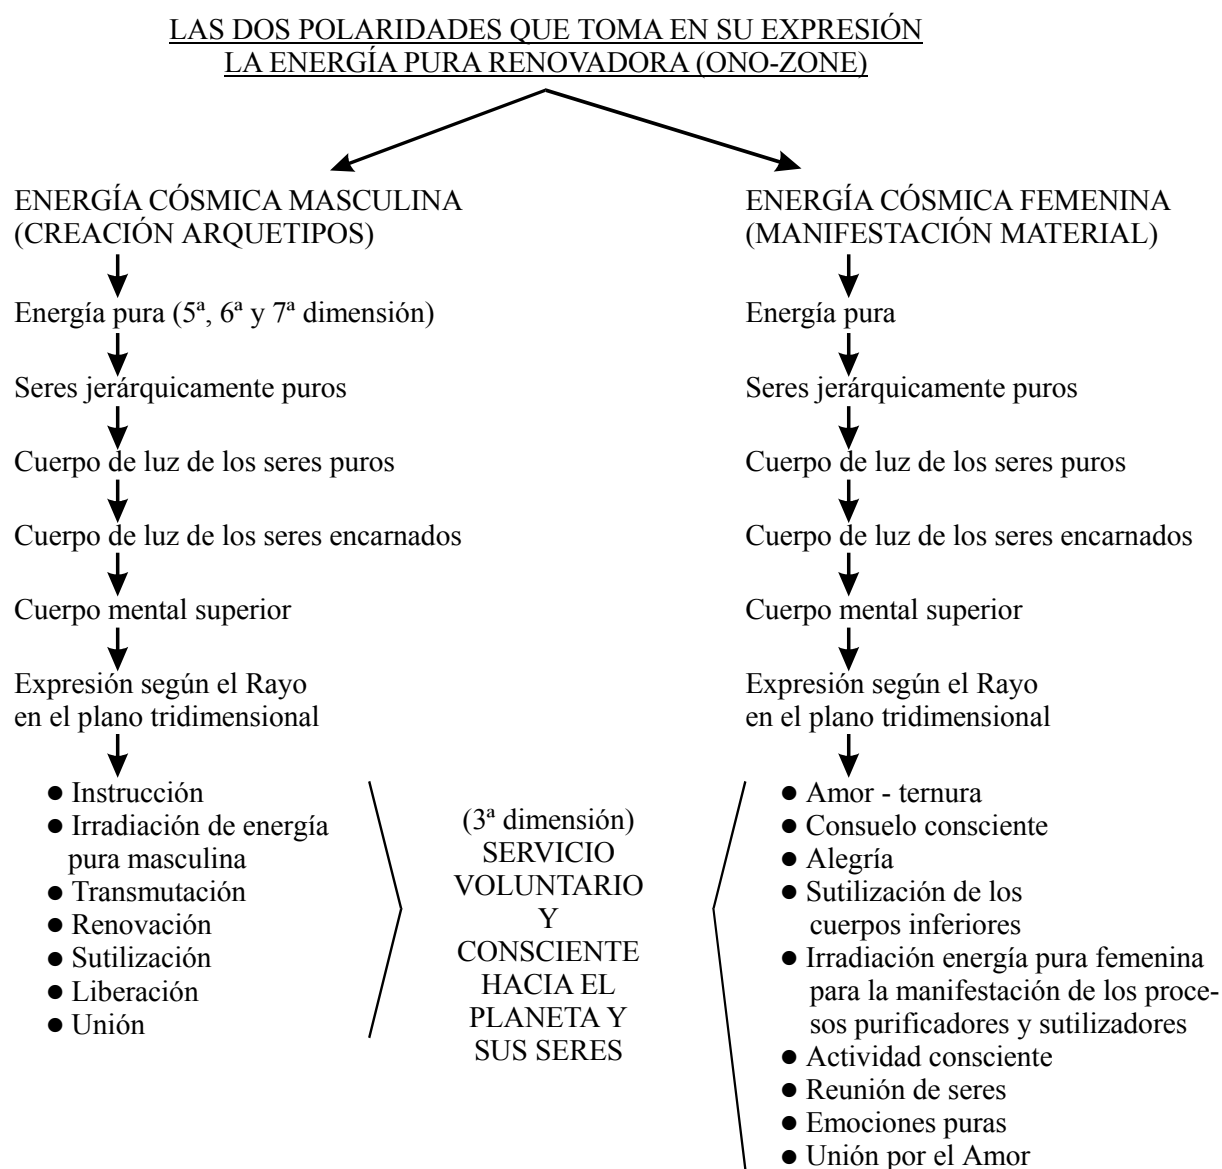 LAS DOS POLARIDADES QUE TOMA EN SU EXPRESIÓN
LA ENERGÍA PURA RENOVADORA (ONO-ZONE)
ENERGÍA CÓSMICA MASCULINA
(CREACIÓN ARQUETIPOS)
Energía pura (5ª, 6ª y 7ª dimensión)
Seres jerárquicamente puros
Cuerpo de luz de los seres puros
Cuerpo de luz de los seres encarnados
Cuerpo mental superior
Expresión según el Rayo
en el plano tridimensional
● Instrucción
● Irradiación de energía
pura masculina
● Transmutación
● Renovación
● Sutilización
● Liberación
● Unión
(3ª dimensión)
SERVICIO
VOLUNTARIO
Y
CONSCIENTE
HACIA EL
PLANETA Y
SUS SERES
ENERGÍA CÓSMICA FEMENINA
(MANIFESTACIÓN MATERIAL)
Energía pura
Seres jerárquicamente puros
Cuerpo de luz de los seres puros
Cuerpo de luz de los seres encarnados
Cuerpo mental superior
Expresión según el Rayo
en el plano tridimensional
● Amor - ternura
● Consuelo consciente
● Alegría
● Sutilización de los
cuerpos inferiores
● Irradiación energía pura femenina
para la manifestación de los proce-
sos purificadores y sutilizadores
● Actividad consciente
● Reunión de seres
● Emociones puras
● Unión por el Amor